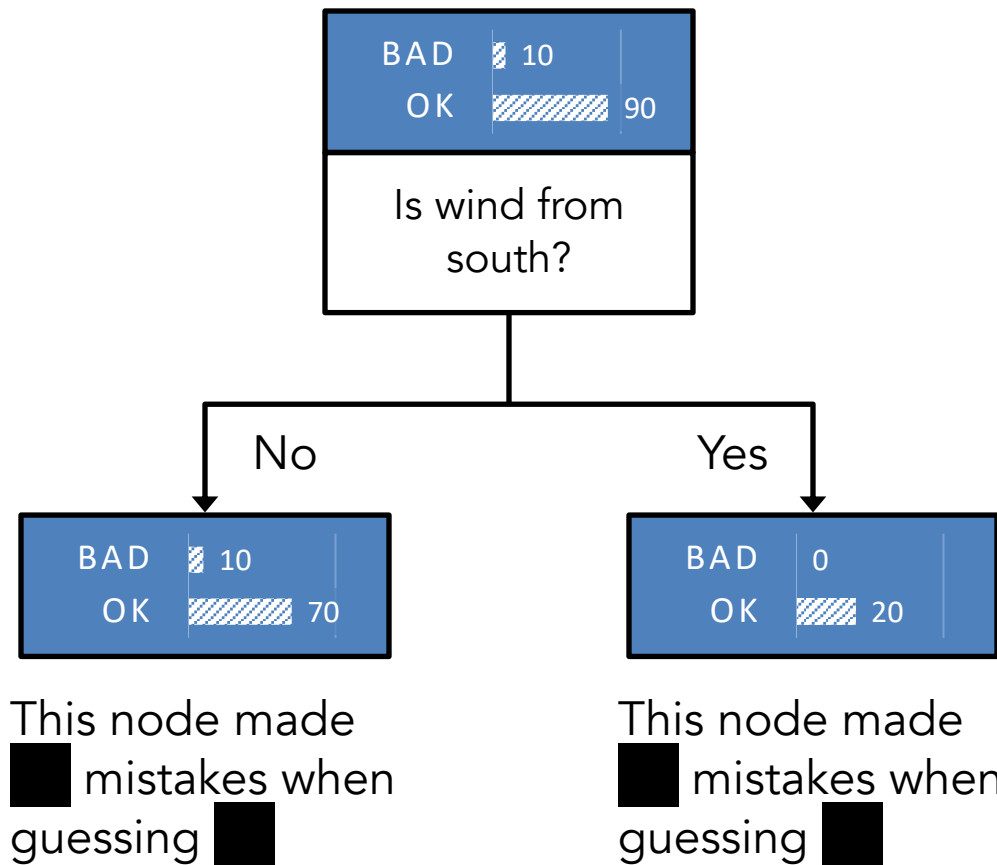 BAD 10
OK 90
Is wind from
south?
No
Yes
BAD 10
OK 70
BAD 0
OK 20
This node made
mistakes when
guessing
This node made
mistakes when
guessing